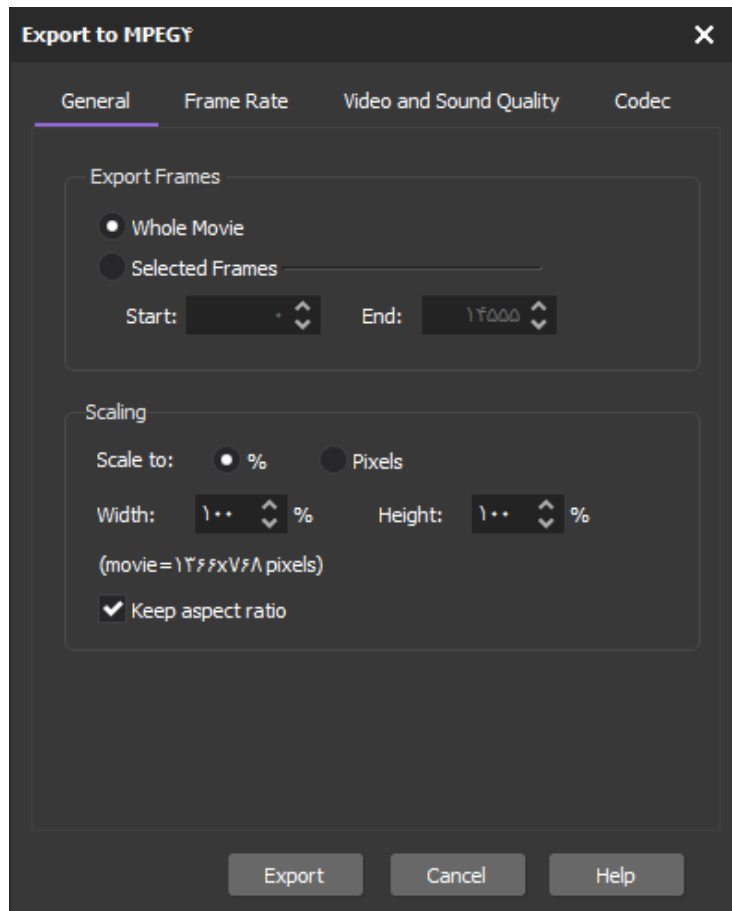 Export to MPEG۴
General Frame Rate Video and Sound Quality Codec
Export Frames
Whole Movie
Selected Frames
Start: ۰ End: ۱۴۵۵۵
Scaling
Scale to: % Pixels
Width: ۱۰۰ % Height: ۱۰۰ %
(movie=۱۳۶۶x۷۶۸ pixels)
Keep aspect ratio
Export Cancel Help